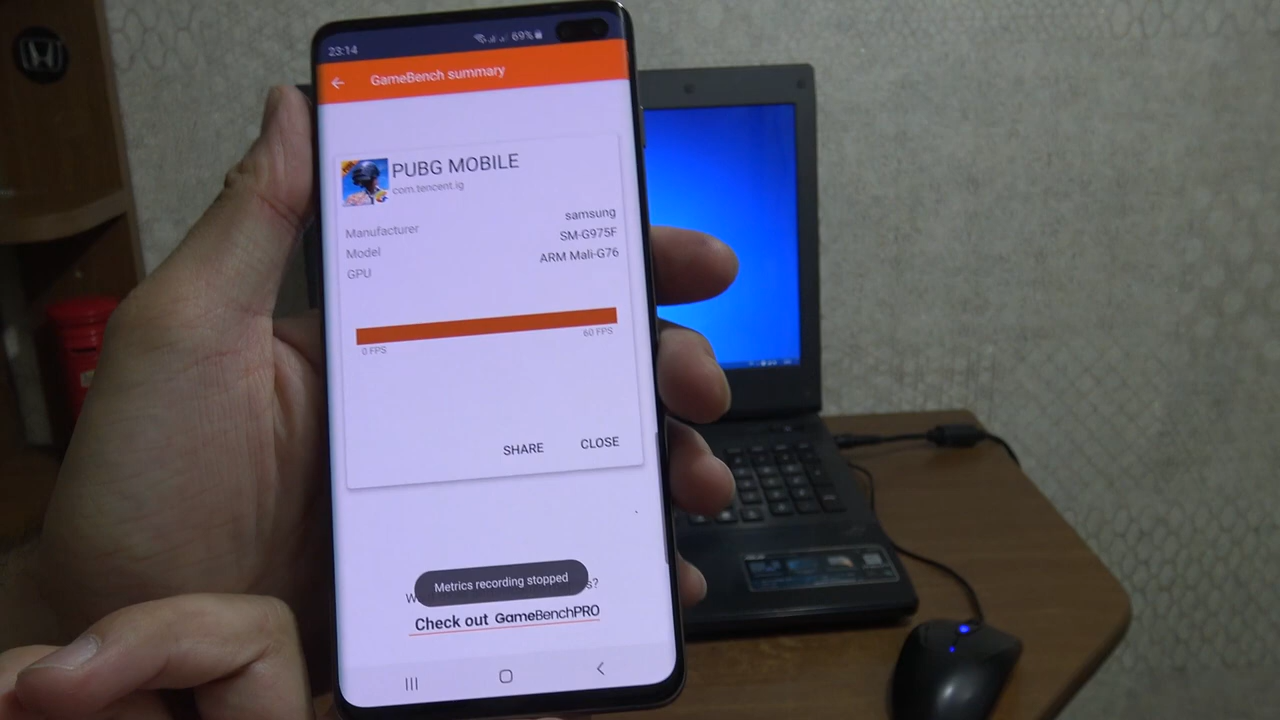 23:14
69%
GameBench summary
PUBG MOBILE
com.tencent.ig
Manufacturer samsung
Model SM-G975F
GPU ARM Mali-G76
0 FPS 60 FPS
SHARE CLOSE
Metrics recording stopped
Check out GameBenchPRO